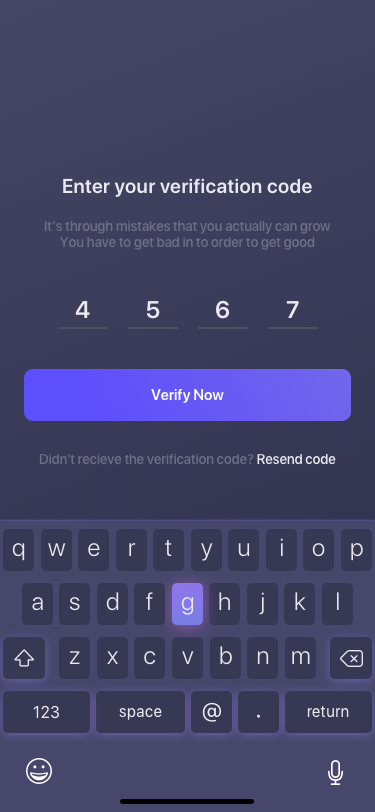 Enter your verification code
It's through mistakes that you actually can grow
You have to get bad in to order to get good
4 5 6 7
Verify Now
Didn't recieve the verification code? Resend code
q w e r t y u i o p
a s d f g h j k l
z x c v b n m
123 space @ . return